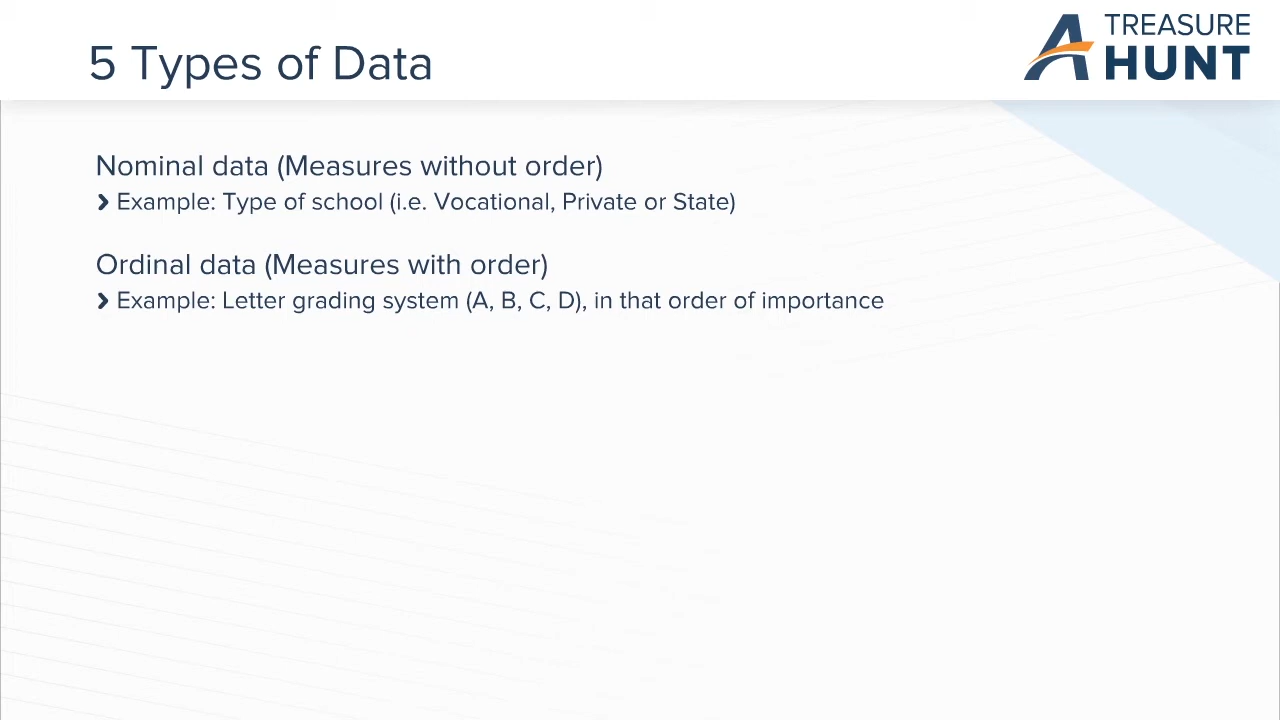 5 Types of Data
A TREASURE
HUNT
Nominal data (Measures without order)
Example: Type of school (i.e. Vocational, Private or State)
Ordinal data (Measures with order)
Example: Letter grading system (A, B, C, D), in that order of importance